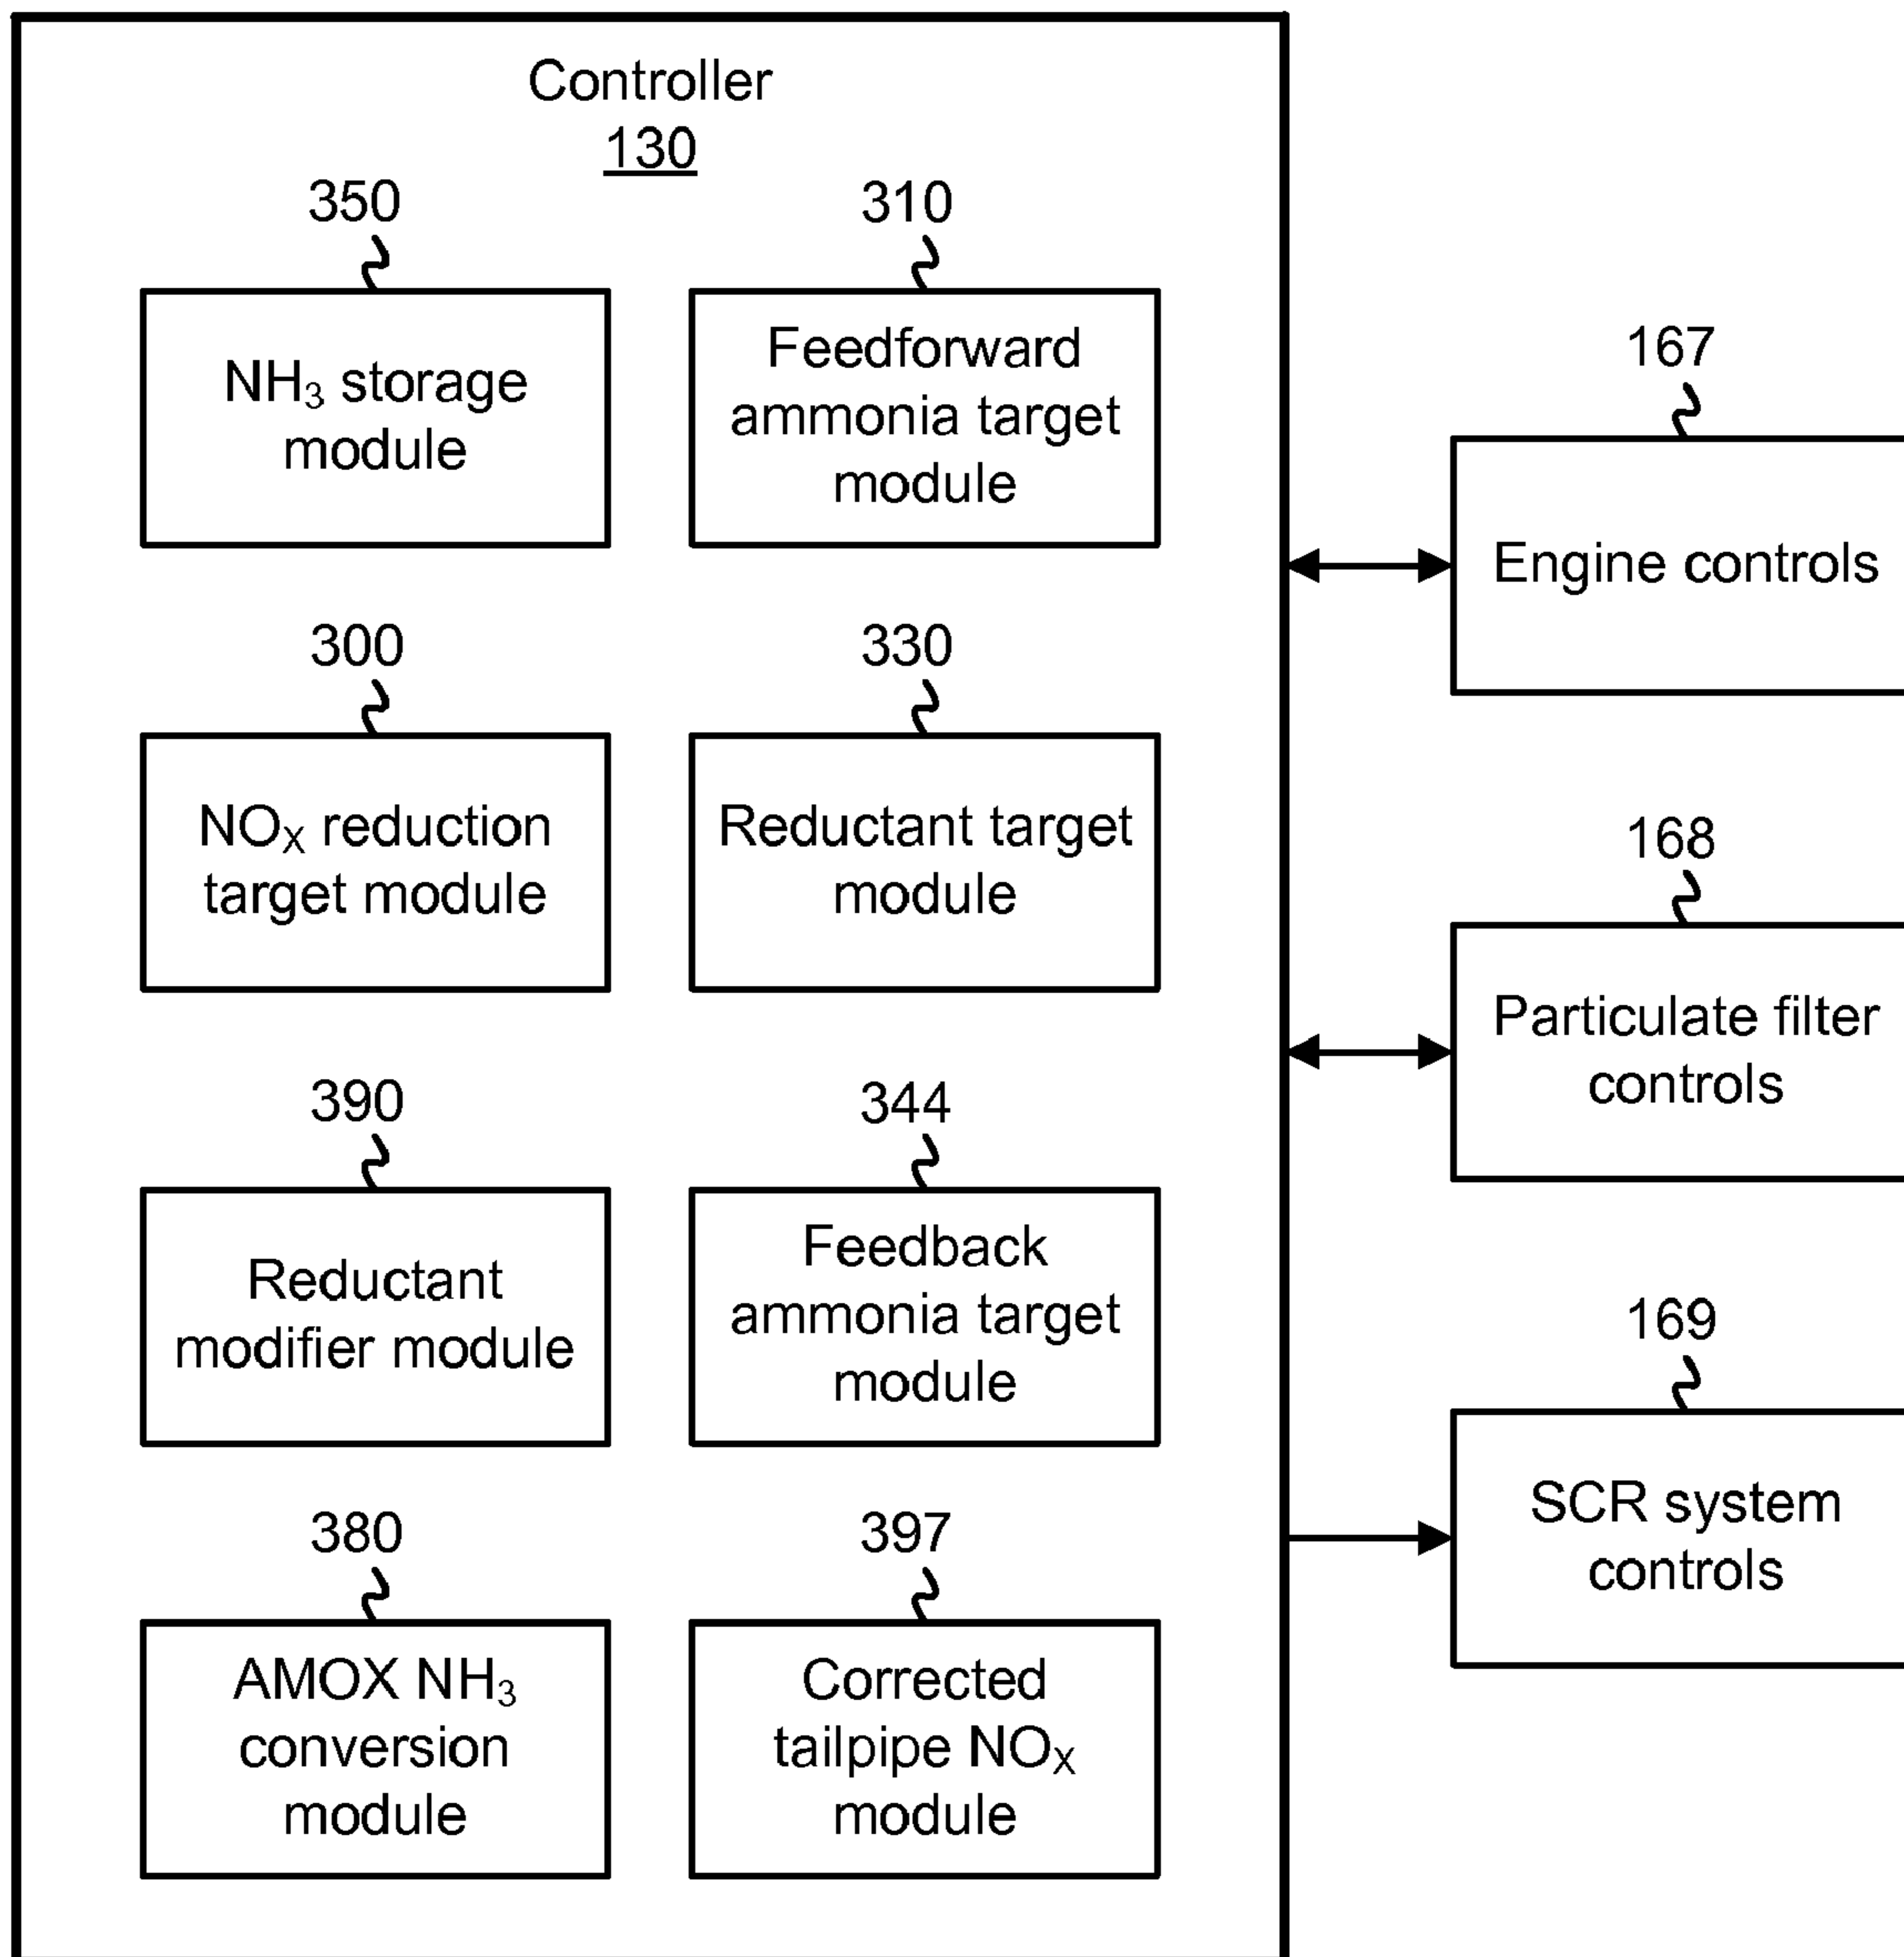 Controller
130
350
NH₃ storage
module
310
Feedforward
ammonia target
module
300
NOₓ reduction
target module
330
Reductant target
module
390
Reductant
modifier module
344
Feedback
ammonia target
module
380
AMOX NH₃
conversion
module
397
Corrected
tailpipe NOₓ
module
167
Engine controls
168
Particulate filter
controls
169
SCR system
controls